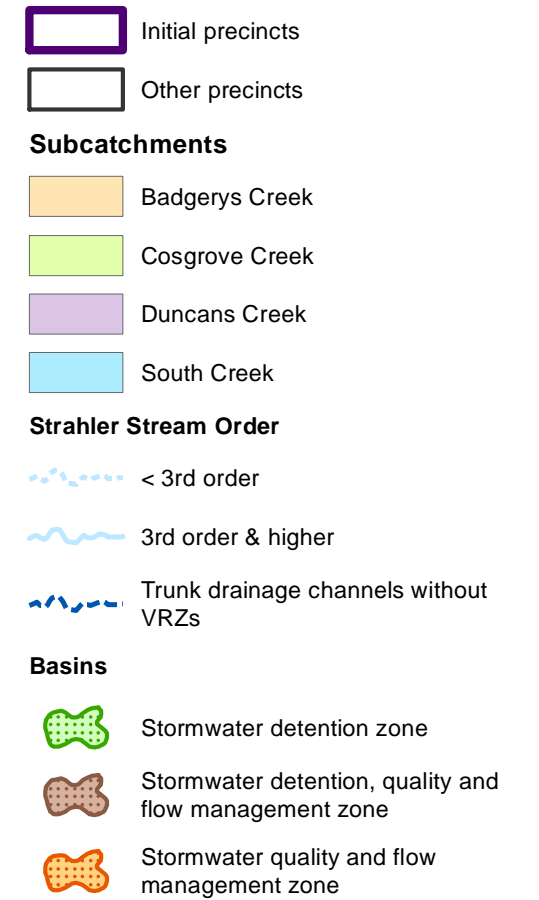 Initial precincts
Other precincts
Subcatchments
Badgerys Creek
Cosgrove Creek
Duncans Creek
South Creek
Strahler Stream Order
< 3rd order
3rd order & higher
Trunk drainage channels without
VRZs
Basins
Stormwater detention zone
Stormwater detention, quality and
flow management zone
Stormwater quality and flow
management zone